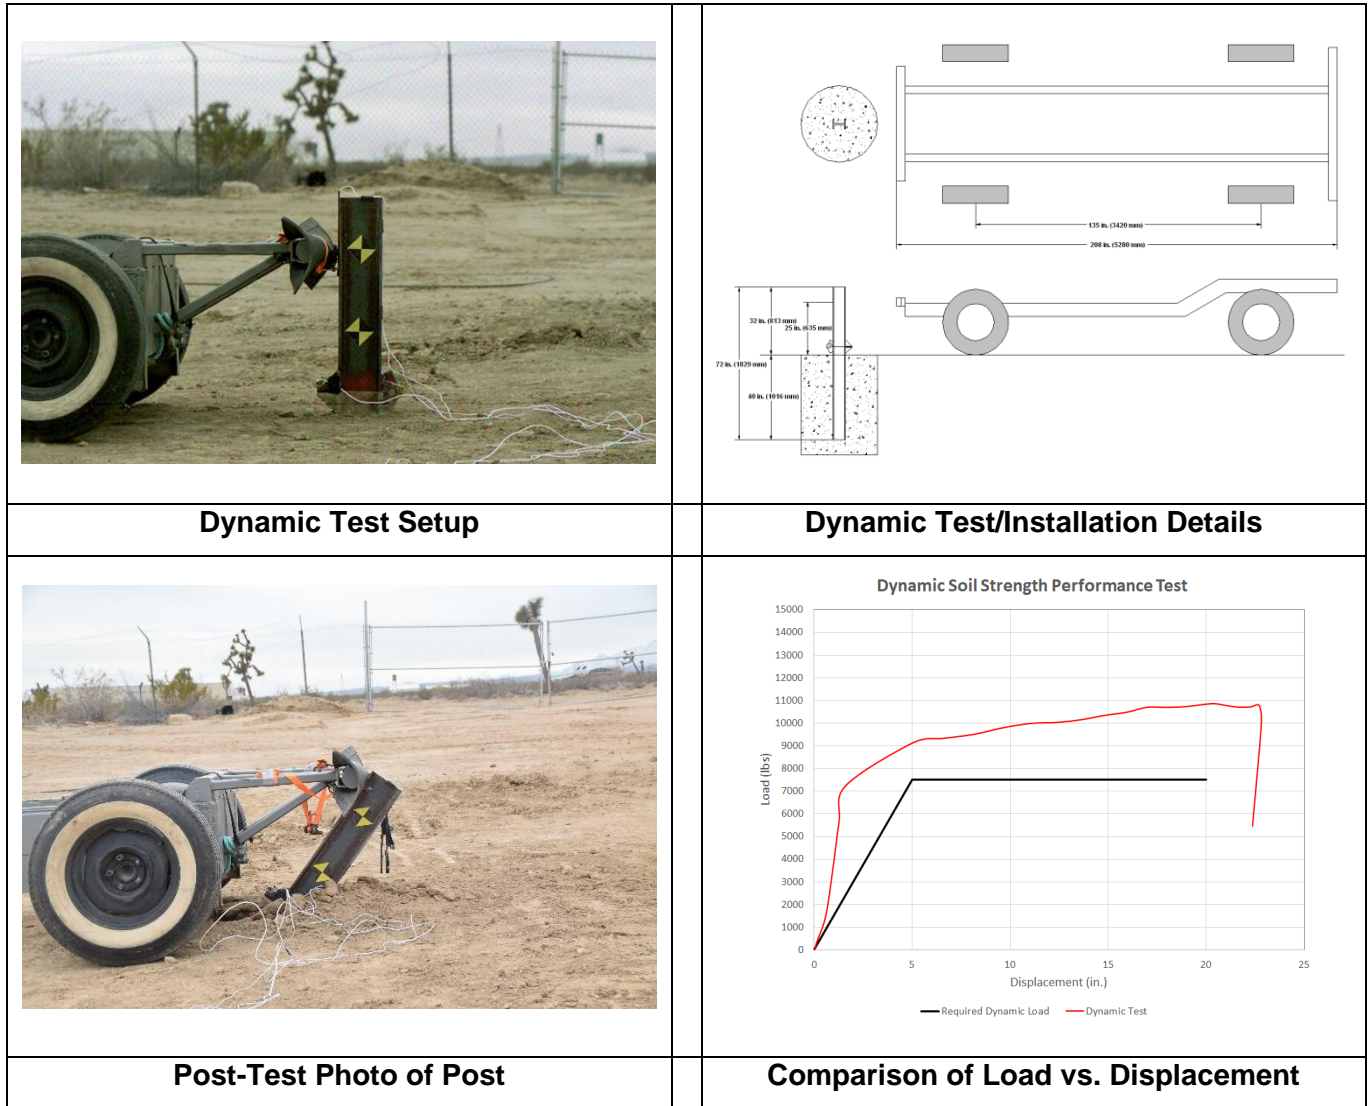 135 in. (3420 mm)
208 in. (5280 mm)
32 in. (813 mm)
25 in. (635 mm)
72 in. (1829 mm)
40 in. (1016 mm)
Dynamic Test Setup
Dynamic Test/Installation Details
Dynamic Soil Strength Performance Test
15000
14000
13000
12000
11000
10000
9000
8000
7000
6000
5000
4000
3000
2000
1000
0
Load (lbs)
0 5 10 15 20 25
Displacement (in.)
Required Dynamic Load Dynamic Test
Post-Test Photo of Post
Comparison of Load vs. Displacement